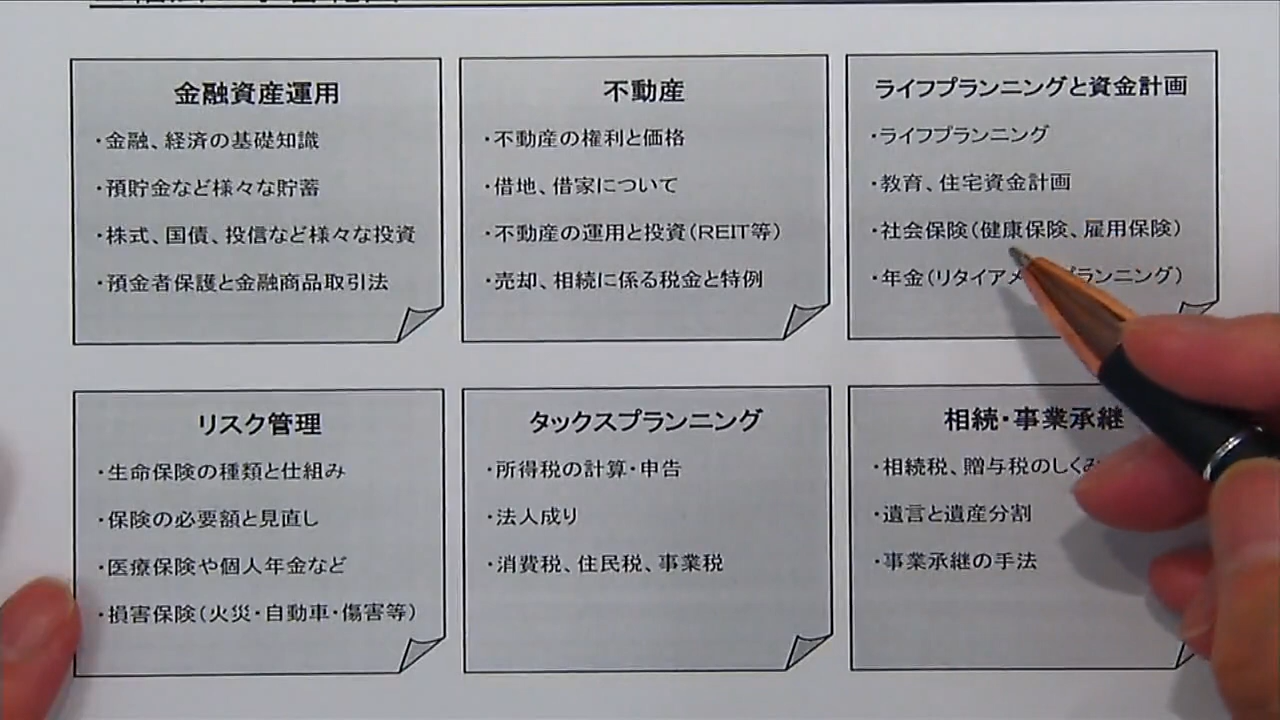 金融資産運用
・金融、経済の基礎知識
・預貯金など様々な貯蓄
・株式、国債、投信など様々な投資
・預金者保護と金融商品取引法
不動産
・不動産の権利と価格
・借地、借家について
・不動産の運用と投資(REIT等)
・売却、相続に係る税金と特例
ライフプランニングと資金計画
・ライフプランニング
・教育、住宅資金計画
・社会保険(健康保険、雇用保険)
・年金(リタイアメ プランニング)
リスク管理
・生命保険の種類と仕組み
・保険の必要額と見直し
・医療保険や個人年金など
・損害保険(火災・自動車・傷害等)
タックスプランニング
・所得税の計算・申告
・法人成り
・消費税、住民税、事業税
相続・事業承継
・相続税、贈与税のしくみ
・遺言と遺産分割
・事業承継の手法